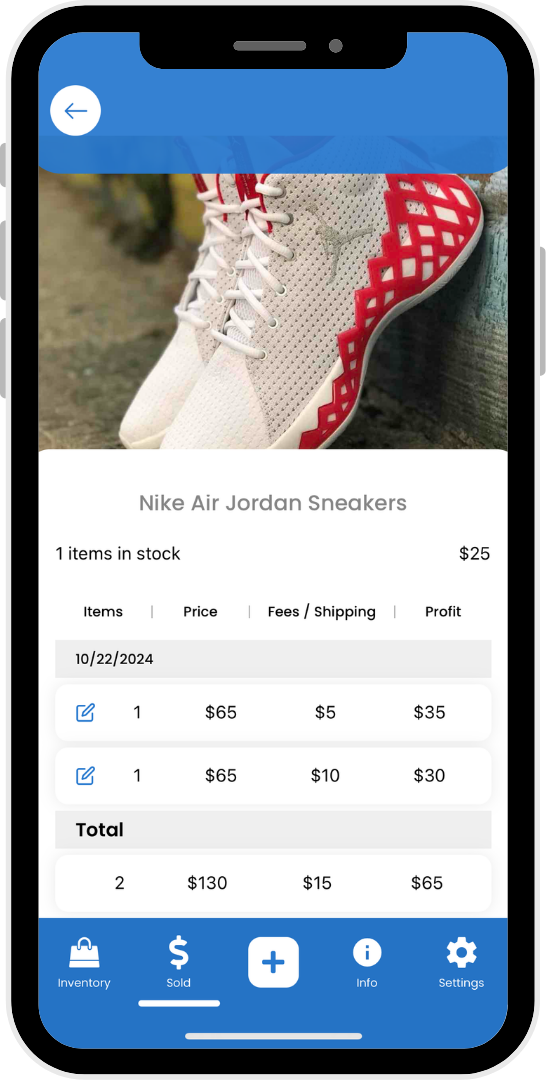 Nike Air Jordan Sneakers
1 items in stock $25
Items | Price | Fees / Shipping | Profit
10/22/2024
1 $65 $5 $35
1 $65 $10 $30
Total
2 $130 $15 $65
Inventory Sold Info Settings